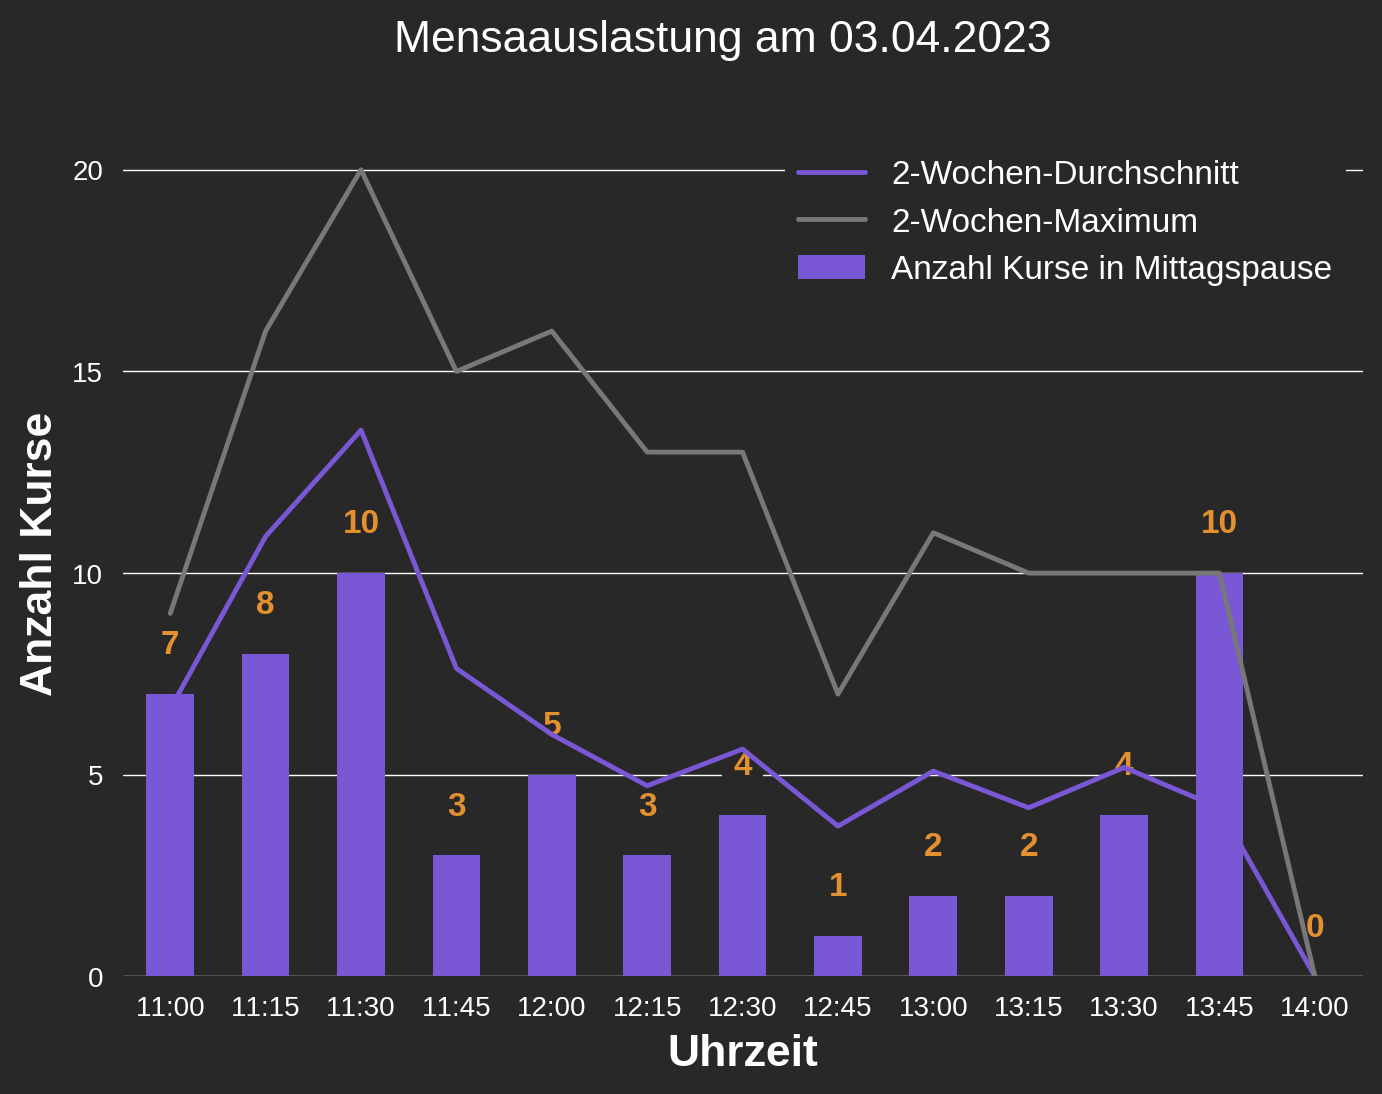 Mensaauslastung am 03.04.2023
2-Wochen-Durchschnitt
2-Wochen-Maximum
Anzahl Kurse in Mittagspause
Anzahl Kurse
20
15
10
5
0
7
8
10
3
5
3
4
1
2
2
4
10
0
11:00 11:15 11:30 11:45 12:00 12:15 12:30 12:45 13:00 13:15 13:30 13:45 14:00
Uhrzeit